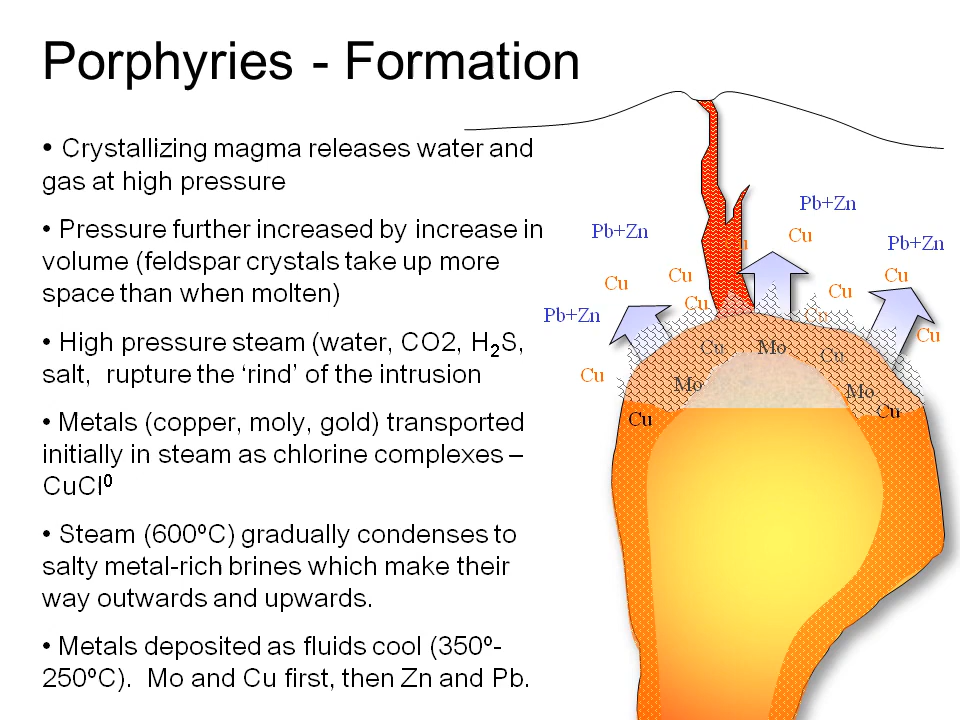 Porphyries - Formation
• Crystallizing magma releases water and
gas at high pressure
• Pressure further increased by increase in
volume (feldspar crystals take up more
space than when molten)
• High pressure steam (water, CO2, H₂S,
salt,  rupture the ‘rind’ of the intrusion
• Metals (copper, moly, gold) transported
initially in steam as chlorine complexes –
CuCl⁰
• Steam (600ºC) gradually condenses to
salty metal-rich brines which make their
way outwards and upwards.
• Metals deposited as fluids cool (350º-
250ºC).  Mo and Cu first, then Zn and Pb.
Pb+Zn
Pb+Zn
Cu
Pb+Zn
Cu
Cu
Cu
Cu
Cu
Pb+Zn
Cu
Cu
Cu
Mo
Cu
Cu
Mo
Mo
Cu
Cu